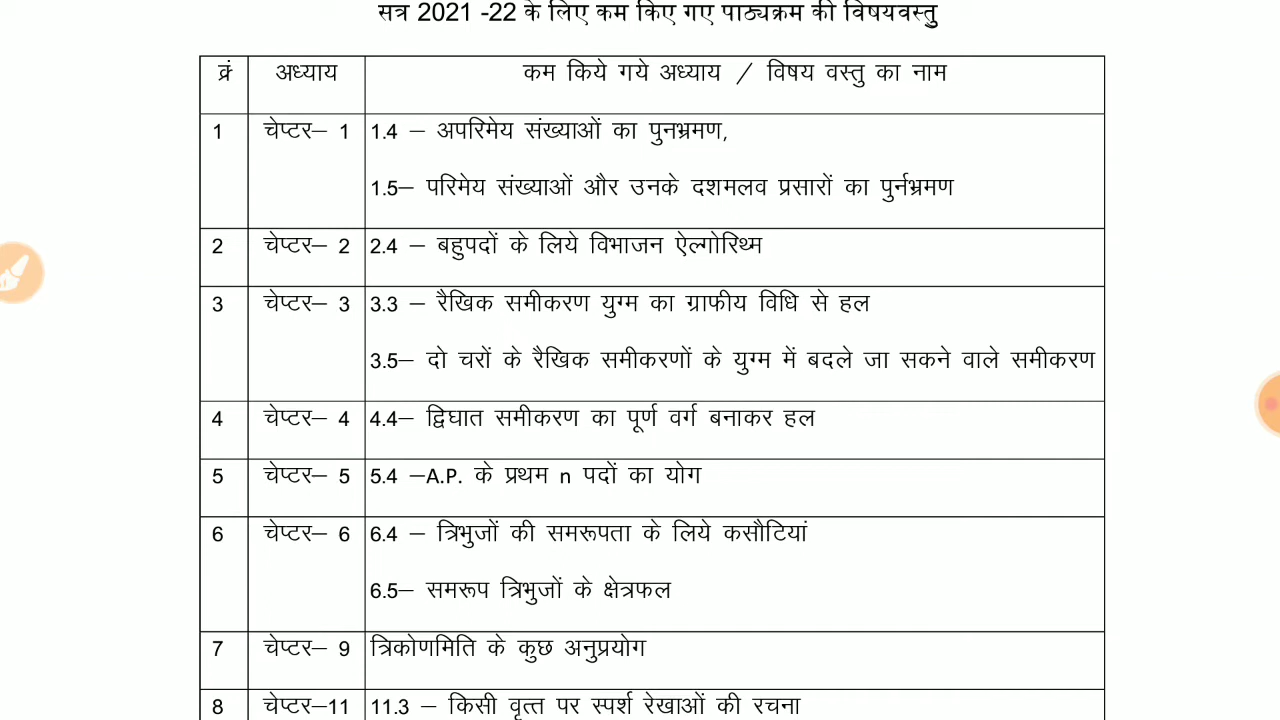 सत्र 2021 -22 के लिए कम किए गए पाठ्यक्रम की विषयवस्तु
क्रं अध्याय कम किये गये अध्याय / विषय वस्तु का नाम
1 चेप्टर– 1 1.4 – अपरिमेय संख्याओं का पुनभ्रमण,
1.5– परिमेय संख्याओं और उनके दशमलव प्रसारों का पुर्नभ्रमण
2 चेप्टर– 2 2.4 – बहुपदों के लिये विभाजन ऐल्गोरिथ्म
3 चेप्टर– 3 3.3 – रैखिक समीकरण युग्म का ग्राफीय विधि से हल
3.5– दो चरों के रैखिक समीकरणों के युग्म में बदले जा सकने वाले समीकरण
4 चेप्टर– 4 4.4– द्विघात समीकरण का पूर्ण वर्ग बनाकर हल
5 चेप्टर– 5 5.4 –A.P. के प्रथम n पदों का योग
6 चेप्टर– 6 6.4 – त्रिभुजों की समरूपता के लिये कसौटियां
6.5– समरूप त्रिभुजों के क्षेत्रफल
7 चेप्टर– 9 त्रिकोणमिति के कुछ अनुप्रयोग
8 चेप्टर–11 11.3 – किसी वृत्त पर स्पर्श रेखाओं की रचना